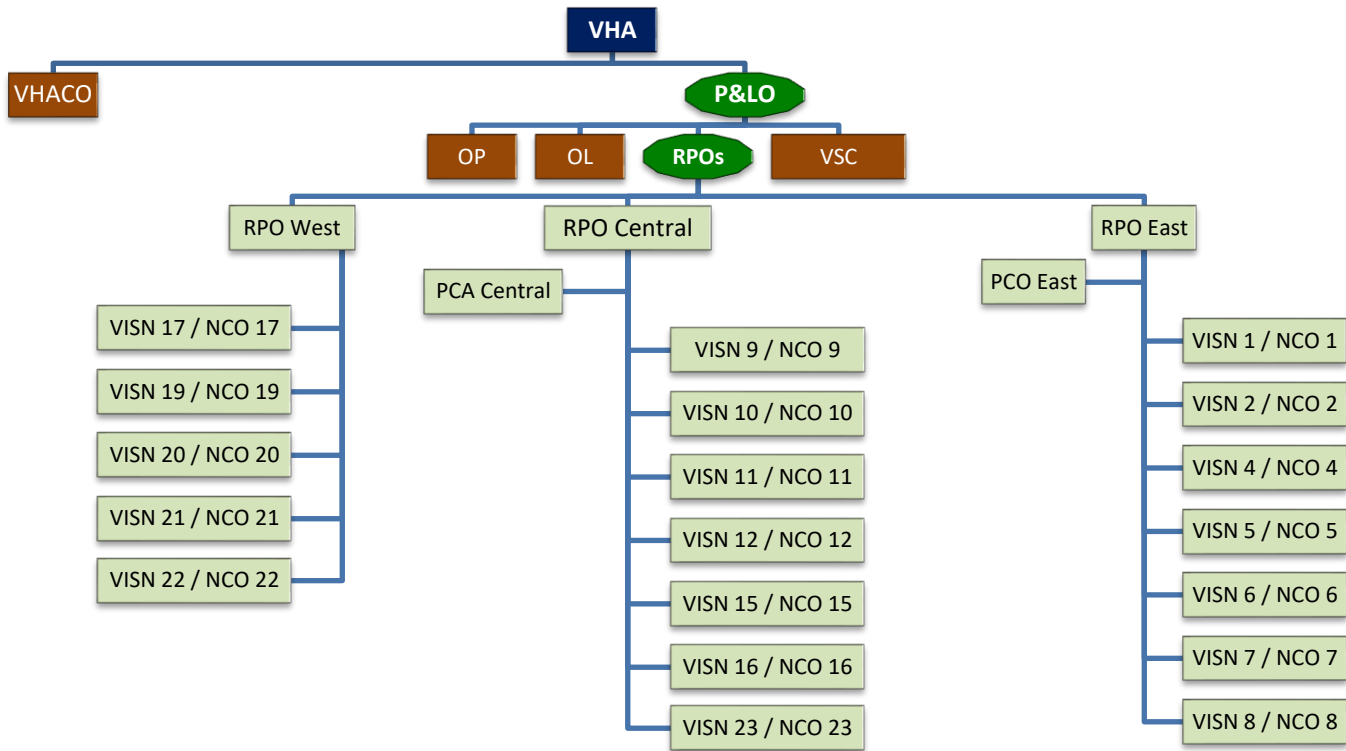 VHA
VHACO
P&LO
OP
OL
RPOs
VSC
RPO West
RPO Central
RPO East
PCA Central
PCO East
VISN 17 / NCO 17
VISN 19 / NCO 19
VISN 20 / NCO 20
VISN 21 / NCO 21
VISN 22 / NCO 22
VISN 9 / NCO 9
VISN 10 / NCO 10
VISN 11 / NCO 11
VISN 12 / NCO 12
VISN 15 / NCO 15
VISN 16 / NCO 16
VISN 23 / NCO 23
VISN 1 / NCO 1
VISN 2 / NCO 2
VISN 4 / NCO 4
VISN 5 / NCO 5
VISN 6 / NCO 6
VISN 7 / NCO 7
VISN 8 / NCO 8